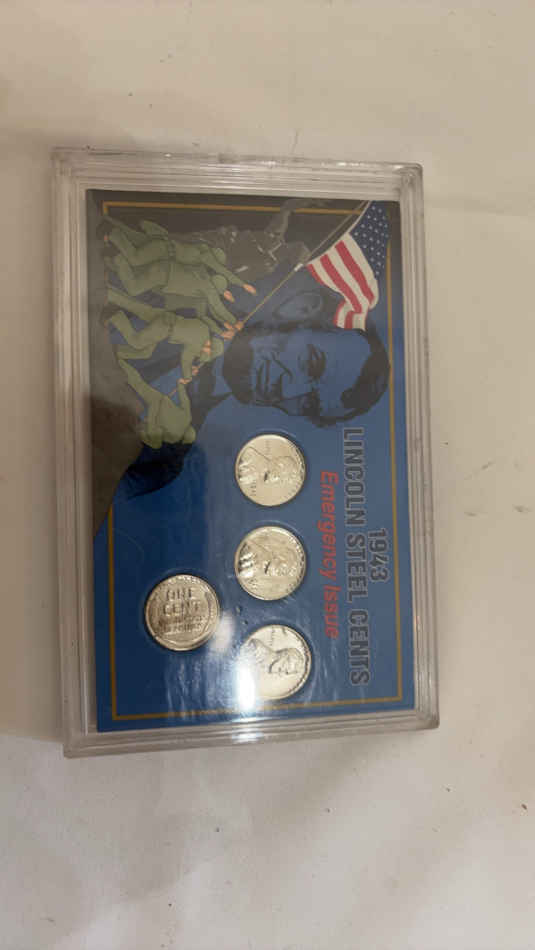 1943
LINCOLN STEEL CENTS
Emergency Issue
ONE
CENT